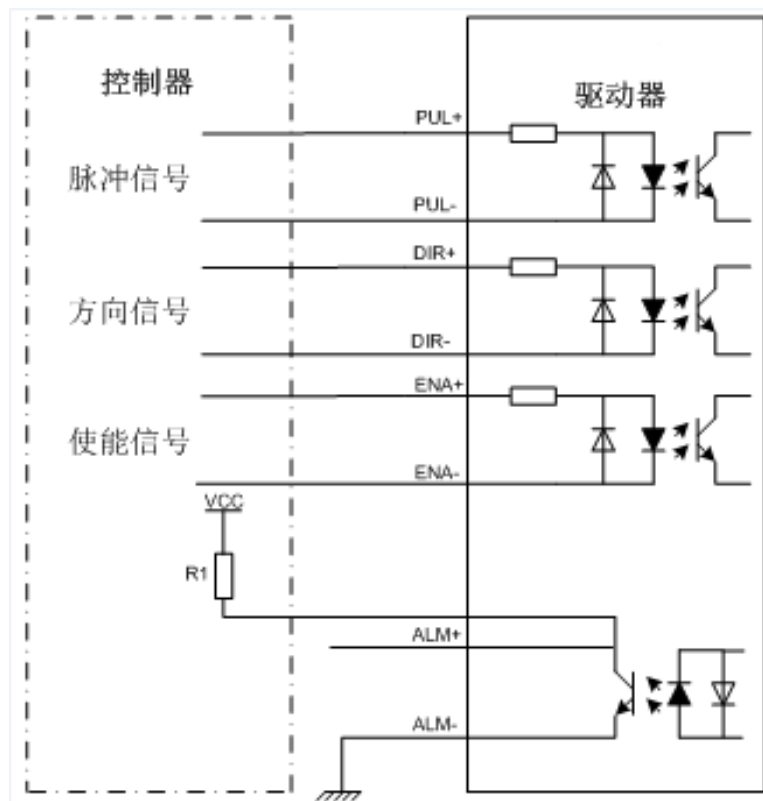 控制器
驱动器
PUL+
脉冲信号
PUL-
DIR+
方向信号
DIR-
ENA+
使能信号
ENA-
VCC
R1
ALM+
ALM-